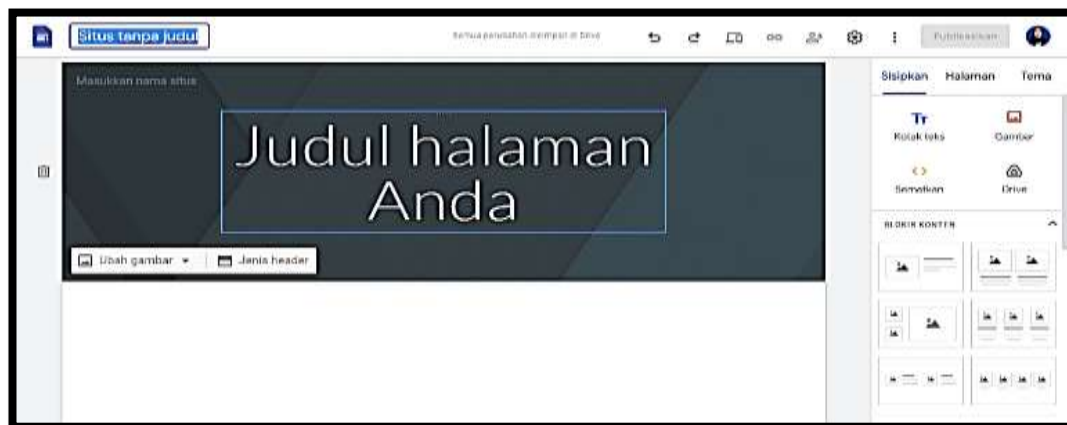 Situs tanpa judul
Semua perubahan disimpan di Drive
Publikasikan
Masukkan nama situs
Judul halaman
Anda
Ubah gambar
Jenis header
Sisipkan Halaman Tema
Kotak teks Gambar
Sematkan Drive
BLOKIR KONTEN